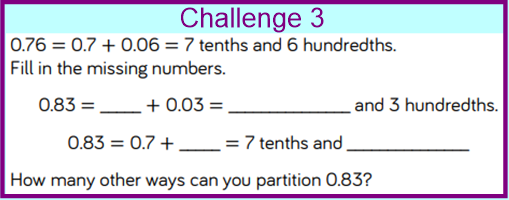 Challenge 3
0.76 = 0.7 + 0.06 = 7 tenths and 6 hundredths.
Fill in the missing numbers.
0.83 = ____ + 0.03 = ____________ and 3 hundredths.
0.83 = 0.7 + ____ = 7 tenths and ____________
How many other ways can you partition 0.83?